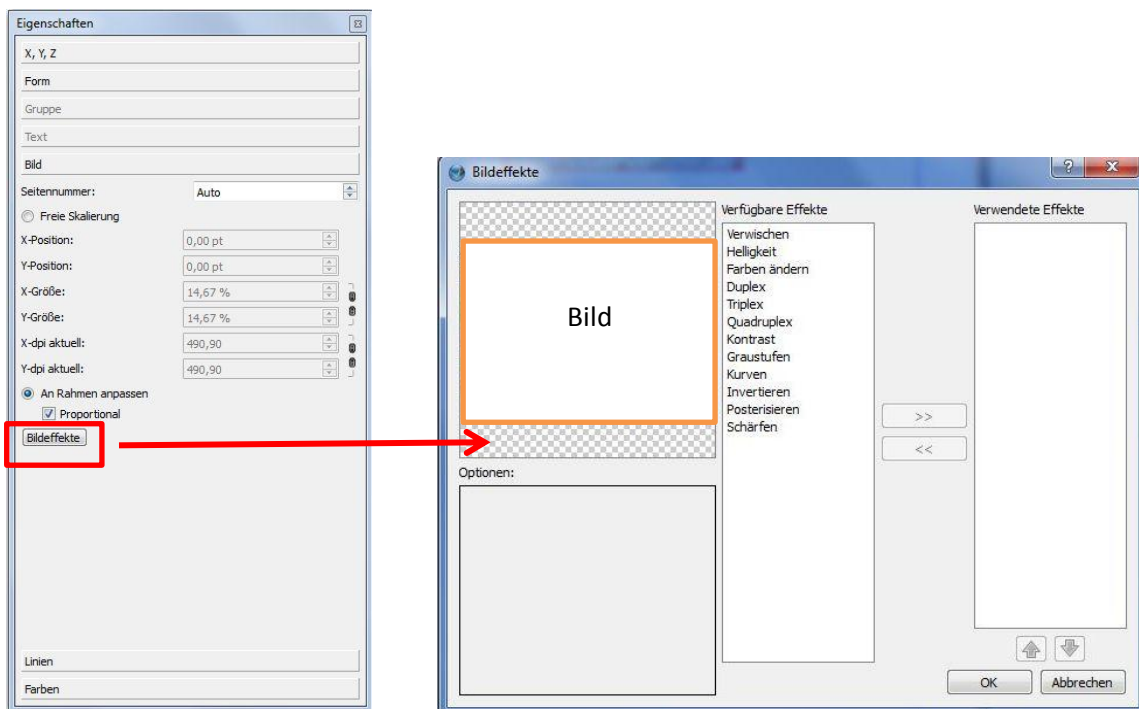 Eigenschaften
X, Y, Z
Form
Gruppe
Text
Bild
Seitennummer: Auto
Freie Skalierung
X-Position: 0,00 pt
Y-Position: 0,00 pt
X-Größe: 14,67 %
Y-Größe: 14,67 %
X-dpi aktuell: 490,90
Y-dpi aktuell: 490,90
An Rahmen anpassen
Proportional
Bildeffekte
Linien
Farben
Bildeffekte
Bild
Optionen:
Verfügbare Effekte
Verwischen
Helligkeit
Farben ändern
Duplex
Triplex
Quadruplex
Kontrast
Graustufen
Kurven
Invertieren
Posterisieren
Schärfen
>>
<<
Verwendete Effekte
OK
Abbrechen